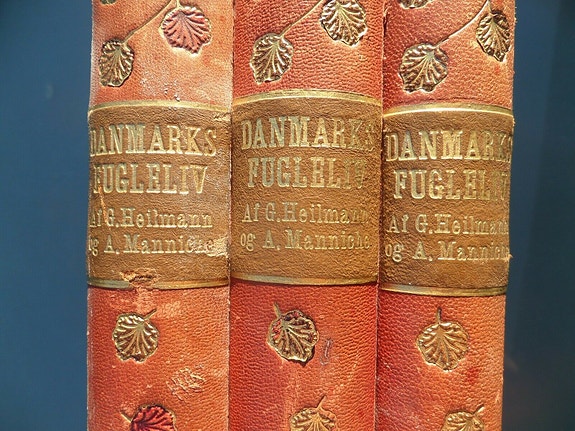 DANMARKS
FUGLELIV
Af G. Heilmann
og A. Manniche.
DANMARKS
FUGLELIV
Af G. Heilmann
og A. Manniche.
DANMARKS
FUGLELIV
Af G. Heilmann
og A. Manniche.